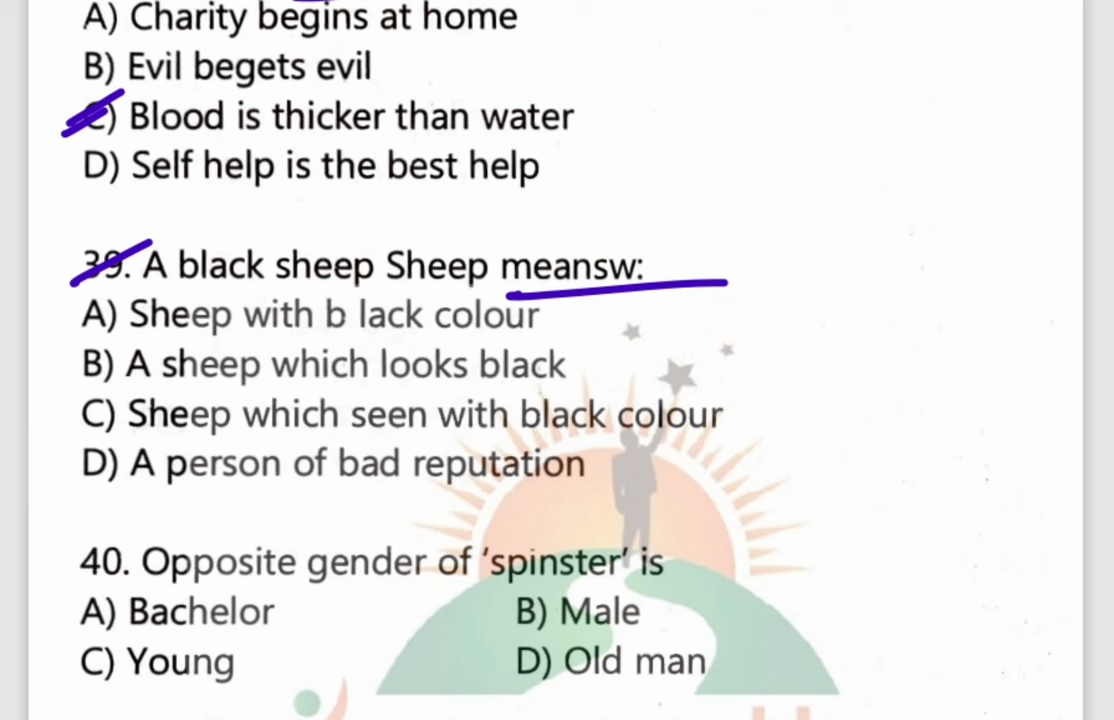 A) Charity begins at home
B) Evil begets evil
C) Blood is thicker than water
D) Self help is the best help
39. A black sheep Sheep meansw:
A) Sheep with b lack colour
B) A sheep which looks black
C) Sheep which seen with black colour
D) A person of bad reputation
40. Opposite gender of ‘spinster’ is
A) Bachelor B) Male
C) Young D) Old man